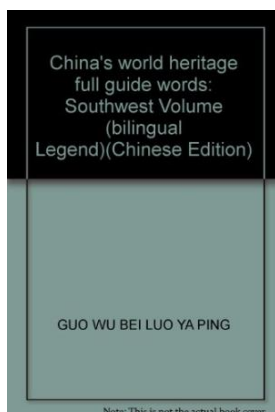 China's world heritage
full guide words:
Southwest Volume
(bilingual
Legend)(Chinese Edition)
GUO WU BEI LUO YA PING
Note: This is not the actual book cover